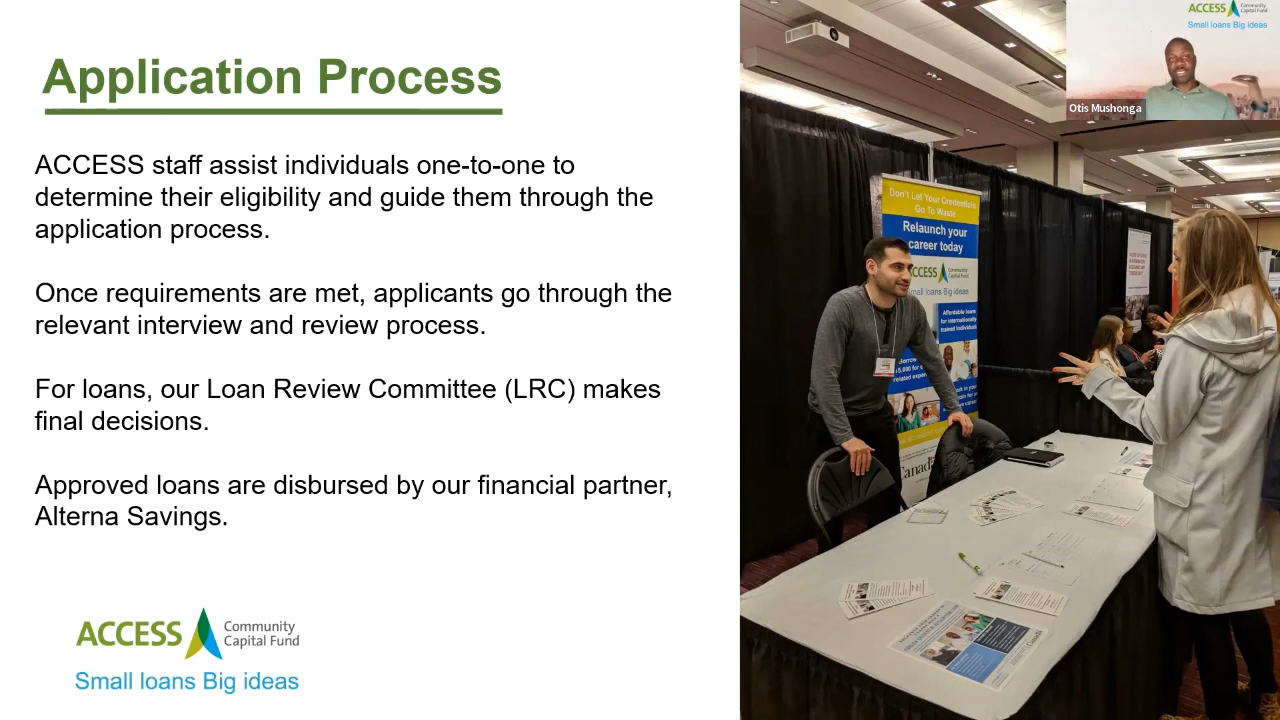 Application Process
ACCESS staff assist individuals one-to-one to
determine their eligibility and guide them through the
application process.
Once requirements are met, applicants go through the
relevant interview and review process.
For loans, our Loan Review Committee (LRC) makes
final decisions.
Approved loans are disbursed by our financial partner,
Alterna Savings.
ACCESS Community
Capital Fund
Small loans Big ideas
ACCESS Community
Capital Fund
Small loans Big ideas
Otis Mushonga
Don't Let Your Credentials
Go To Waste
Relaunch your
career today
Community
Capital Fund
loans Big ideas
Affordable loans
for internationally
trained